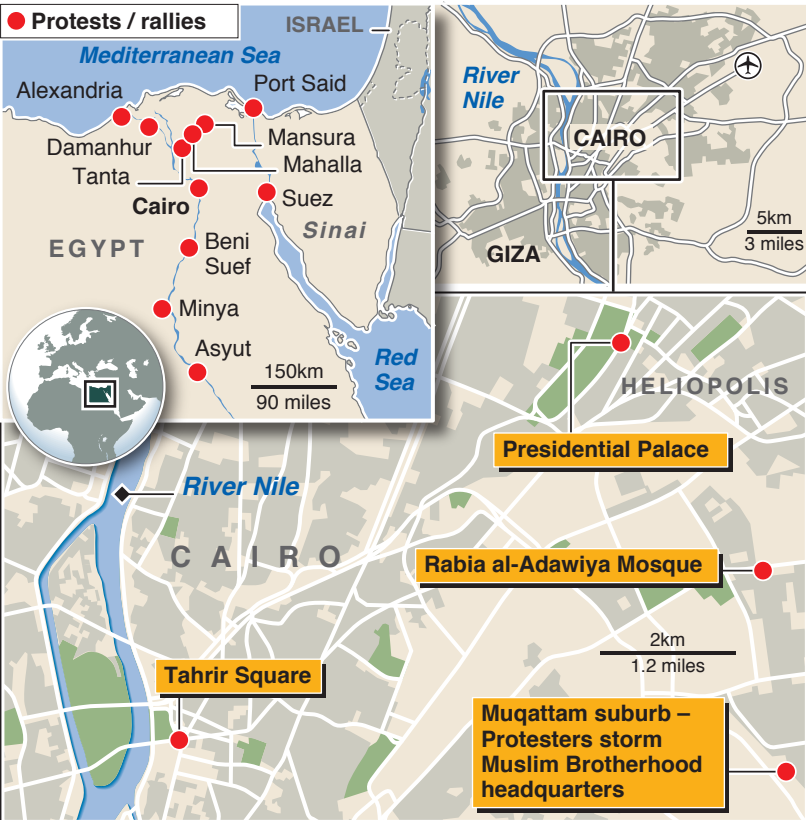 Protests / rallies
ISRAEL
Mediterranean Sea
Alexandria
Port Said
Damanhur
Mansura
Tanta
Mahalla
Cairo
Suez
Sinai
EGYPT
Beni
Suef
Minya
Asyut
150km
90 miles
Red
Sea
River
Nile
CAIRO
GIZA
5km
3 miles
HELIOPOLIS
Presidential Palace
River Nile
CAIRO
Rabia al-Adawiya Mosque
2km
1.2 miles
Tahrir Square
Muqattam suburb –
Protesters storm
Muslim Brotherhood
headquarters